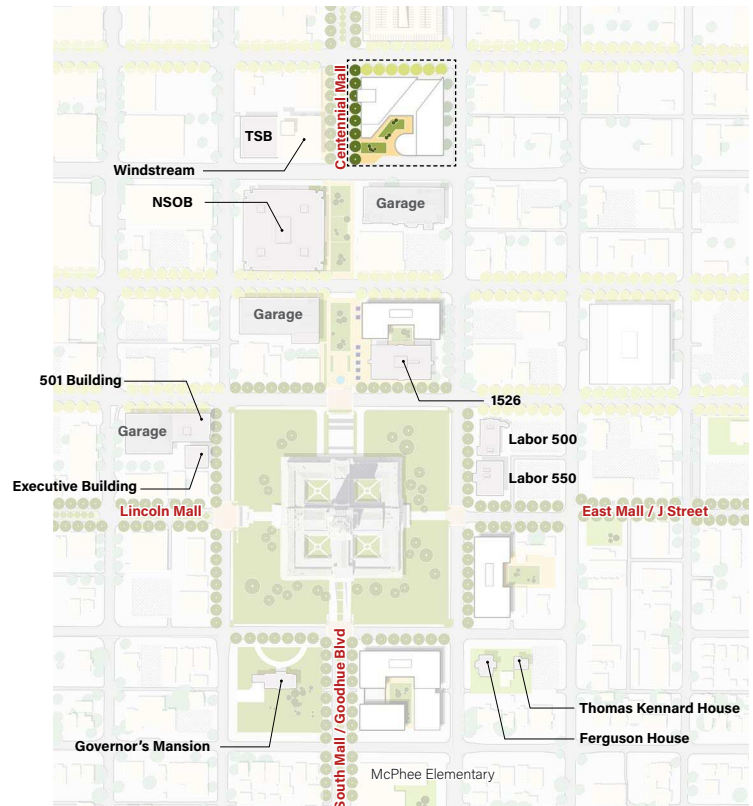 Centennial Mall
TSB
Windstream
NSOB
Garage
Garage
501 Building
1526
Garage
Labor 500
Executive Building
Labor 550
Lincoln Mall
East Mall / J Street
South Mall / Goodhue Blvd
Thomas Kennard House
Governor's Mansion
Ferguson House
McPhee Elementary